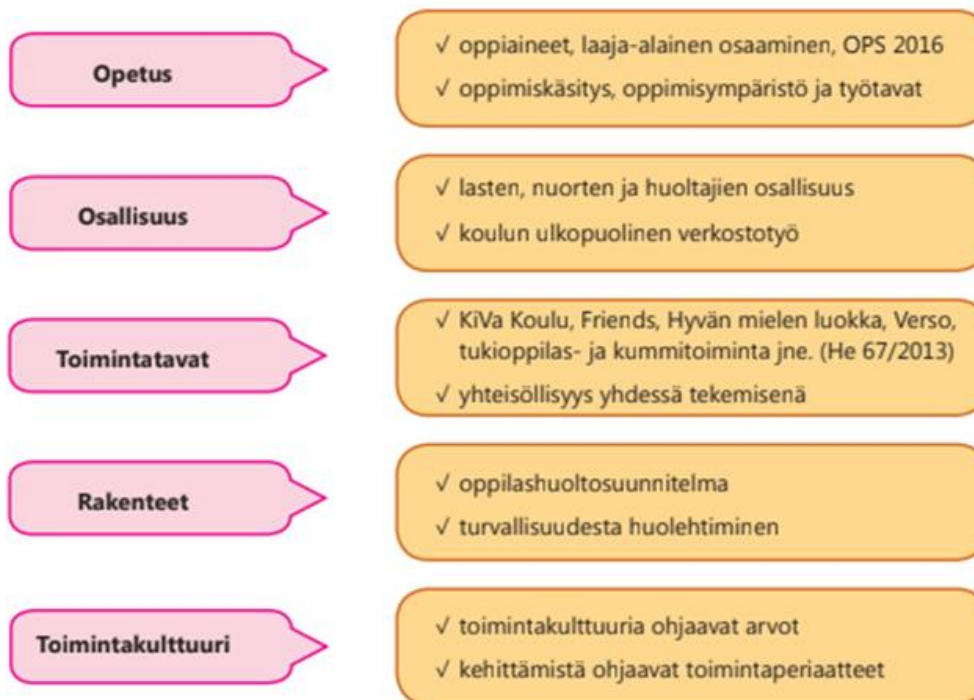 Opetus
√ oppiaineet, laaja-alainen osaaminen, OPS 2016
√ oppimiskäsitys, oppimisympäristö ja työtavat
Osallisuus
√ lasten, nuorten ja huoltajien osallisuus
√ koulun ulkopuolinen verkostotyö
Toimintatavat
√ KiVa Koulu, Friends, Hyvän mielen luokka, Verso,
tukioppilas- ja kummitoiminta jne. (He 67/2013)
√ yhteisöllisyys yhdessä tekemisenä
Rakenteet
√ oppilashuoltosuunnitelma
√ turvallisuudesta huolehtiminen
Toimintakulttuuri
√ toimintakulttuuria ohjaavat arvot
√ kehittämistä ohjaavat toimintaperiaatteet